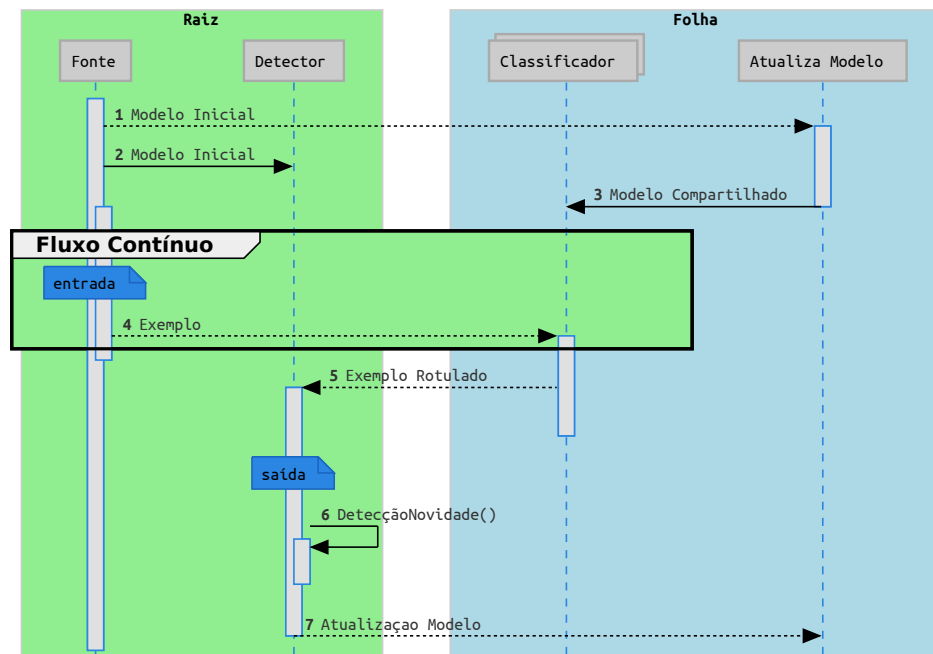 Raiz
Folha
Fonte
Detector
Classificador
Atualiza Modelo
1 Modelo Inicial
2 Modelo Inicial
3 Modelo Compartilhado
Fluxo Contínuo
entrada
4 Exemplo
5 Exemplo Rotulado
saída
6 DetecçãoNovidade()
7 Atualizaçao Modelo